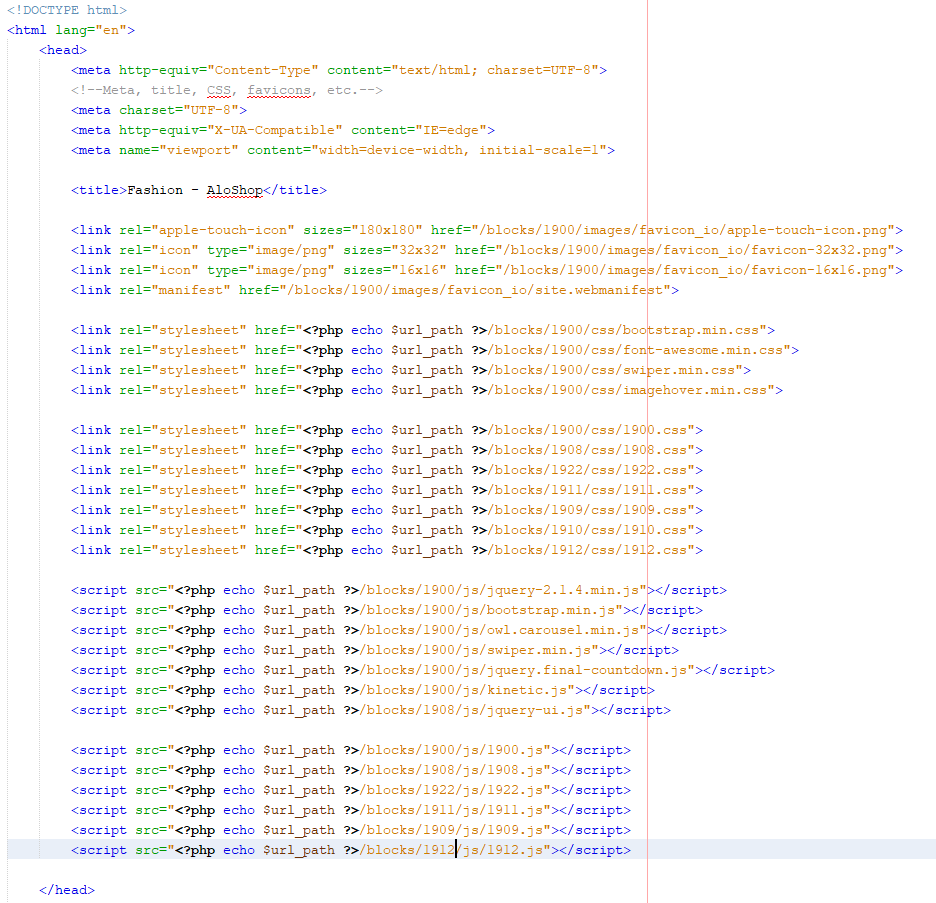 <!DOCTYPE html>
<html lang="en">
<head>
<meta http-equiv="Content-Type" content="text/html; charset=UTF-8">
<!--Meta, title, CSS, favicons, etc.-->
<meta charset="UTF-8">
<meta http-equiv="X-UA-Compatible" content="IE=edge">
<meta name="viewport" content="width=device-width, initial-scale=1">
<title>Fashion - AloShop</title>
<link rel="apple-touch-icon" sizes="180x180" href="/blocks/1900/images/favicon_io/apple-touch-icon.png">
<link rel="icon" type="image/png" sizes="32x32" href="/blocks/1900/images/favicon_io/favicon-32x32.png">
<link rel="icon" type="image/png" sizes="16x16" href="/blocks/1900/images/favicon_io/favicon-16x16.png">
<link rel="manifest" href="/blocks/1900/images/favicon_io/site.webmanifest">
<link rel="stylesheet" href="<?php echo $url_path ?>/blocks/1900/css/bootstrap.min.css">
<link rel="stylesheet" href="<?php echo $url_path ?>/blocks/1900/css/font-awesome.min.css">
<link rel="stylesheet" href="<?php echo $url_path ?>/blocks/1900/css/swiper.min.css">
<link rel="stylesheet" href="<?php echo $url_path ?>/blocks/1900/css/imagehover.min.css">
<link rel="stylesheet" href="<?php echo $url_path ?>/blocks/1900/css/1900.css">
<link rel="stylesheet" href="<?php echo $url_path ?>/blocks/1908/css/1908.css">
<link rel="stylesheet" href="<?php echo $url_path ?>/blocks/1922/css/1922.css">
<link rel="stylesheet" href="<?php echo $url_path ?>/blocks/1911/css/1911.css">
<link rel="stylesheet" href="<?php echo $url_path ?>/blocks/1909/css/1909.css">
<link rel="stylesheet" href="<?php echo $url_path ?>/blocks/1910/css/1910.css">
<link rel="stylesheet" href="<?php echo $url_path ?>/blocks/1912/css/1912.css">
<script src="<?php echo $url_path ?>/blocks/1900/js/jquery-2.1.4.min.js"></script>
<script src="<?php echo $url_path ?>/blocks/1900/js/bootstrap.min.js"></script>
<script src="<?php echo $url_path ?>/blocks/1900/js/owl.carousel.min.js"></script>
<script src="<?php echo $url_path ?>/blocks/1900/js/swiper.min.js"></script>
<script src="<?php echo $url_path ?>/blocks/1900/js/jquery.final-countdown.js"></script>
<script src="<?php echo $url_path ?>/blocks/1900/js/kinetic.js"></script>
<script src="<?php echo $url_path ?>/blocks/1908/js/jquery-ui.js"></script>
<script src="<?php echo $url_path ?>/blocks/1900/js/1900.js"></script>
<script src="<?php echo $url_path ?>/blocks/1908/js/1908.js"></script>
<script src="<?php echo $url_path ?>/blocks/1922/js/1922.js"></script>
<script src="<?php echo $url_path ?>/blocks/1911/js/1911.js"></script>
<script src="<?php echo $url_path ?>/blocks/1909/js/1909.js"></script>
<script src="<?php echo $url_path ?>/blocks/1912/js/1912.js"></script>
</head>